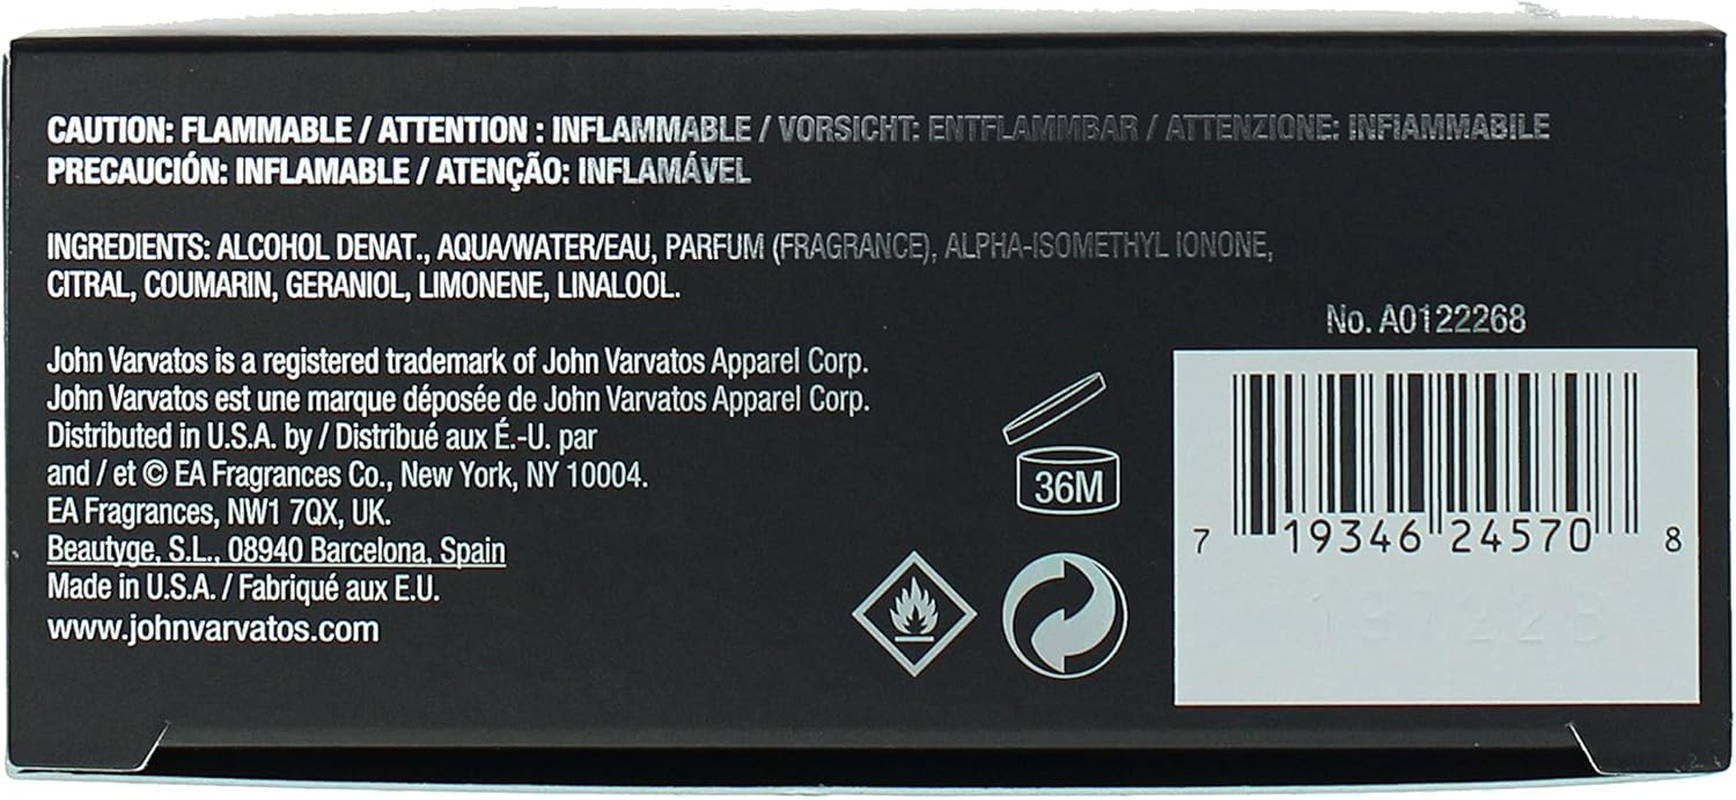 CAUTION: FLAMMABLE / ATTENTION : INFLAMMABLE / VORSICHT: ENTFLAMMBAR / ATTENZIONE: INFIAMMABILE
PRECAUCIÓN: INFLAMABLE / ATENÇÃO: INFLAMÁVEL
INGREDIENTS: ALCOHOL DENAT., AQUA/WATER/EAU, PARFUM (FRAGRANCE), ALPHA-ISOMETHYL IONONE,
CITRAL, COUMARIN, GERANIOL, LIMONENE, LINALOOL.
John Varvatos is a registered trademark of John Varvatos Apparel Corp.
John Varvatos est une marque déposée de John Varvatos Apparel Corp.
Distributed in U.S.A. by / Distribué aux É.-U. par
and / et © EA Fragrances Co., New York, NY 10004.
EA Fragrances, NW1 7QX, UK.
Beautyge, S.L., 08940 Barcelona, Spain
Made in U.S.A. / Fabriqué aux E.U.
www.johnvarvatos.com
36M
No. A0122268
7 19346 24570 8